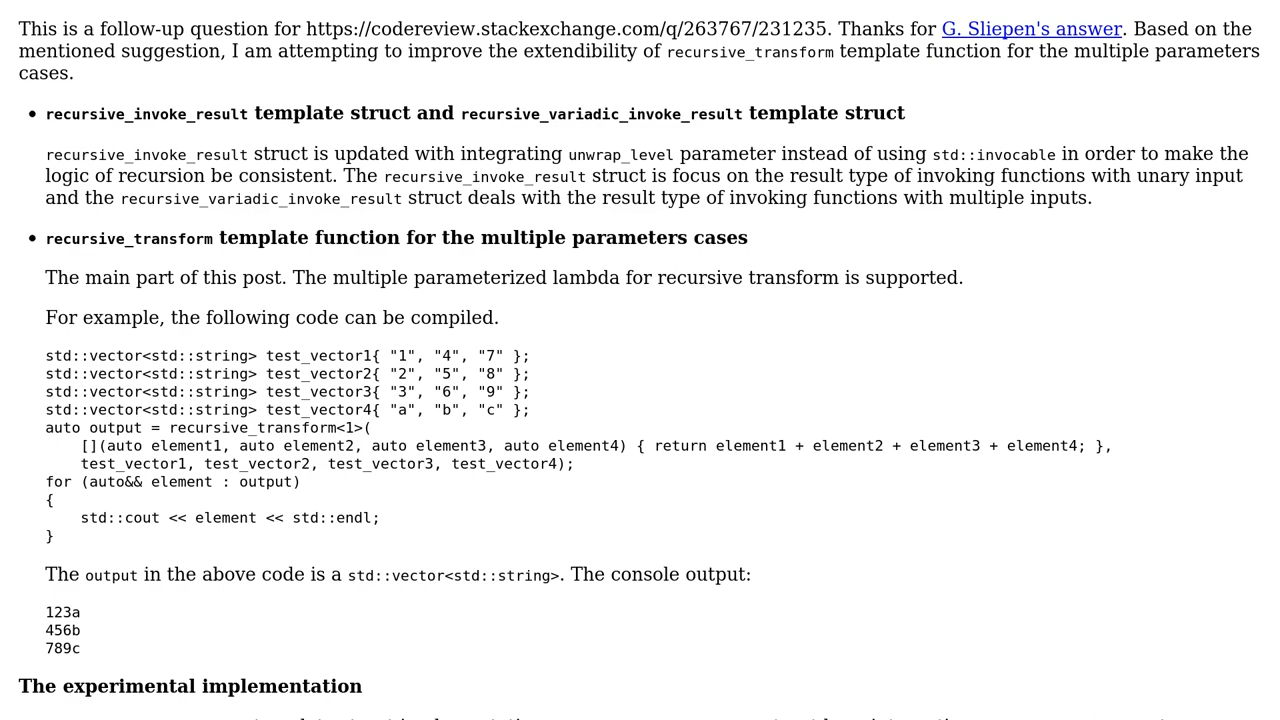 This is a follow-up question for https://codereview.stackexchange.com/q/263767/231235. Thanks for G. Sliepen's answer. Based on the
mentioned suggestion, I am attempting to improve the extendibility of recursive_transform template function for the multiple parameters
cases.
• recursive_invoke_result template struct and recursive_variadic_invoke_result template struct
recursive_invoke_result struct is updated with integrating unwrap_level parameter instead of using std::invocable in order to make the
logic of recursion be consistent. The recursive_invoke_result struct is focus on the result type of invoking functions with unary input
and the recursive_variadic_invoke_result struct deals with the result type of invoking functions with multiple inputs.
• recursive_transform template function for the multiple parameters cases
The main part of this post. The multiple parameterized lambda for recursive transform is supported.
For example, the following code can be compiled.
std::vector<std::string> test_vector1{ "1", "4", "7" };
std::vector<std::string> test_vector2{ "2", "5", "8" };
std::vector<std::string> test_vector3{ "3", "6", "9" };
std::vector<std::string> test_vector4{ "a", "b", "c" };
auto output = recursive_transform<1>(
    [](auto element1, auto element2, auto element3, auto element4) { return element1 + element2 + element3 + element4; },
    test_vector1, test_vector2, test_vector3, test_vector4);
for (auto&& element : output)
{
    std::cout << element << std::endl;
}
The output in the above code is a std::vector<std::string>. The console output:
123a
456b
789c
The experimental implementation